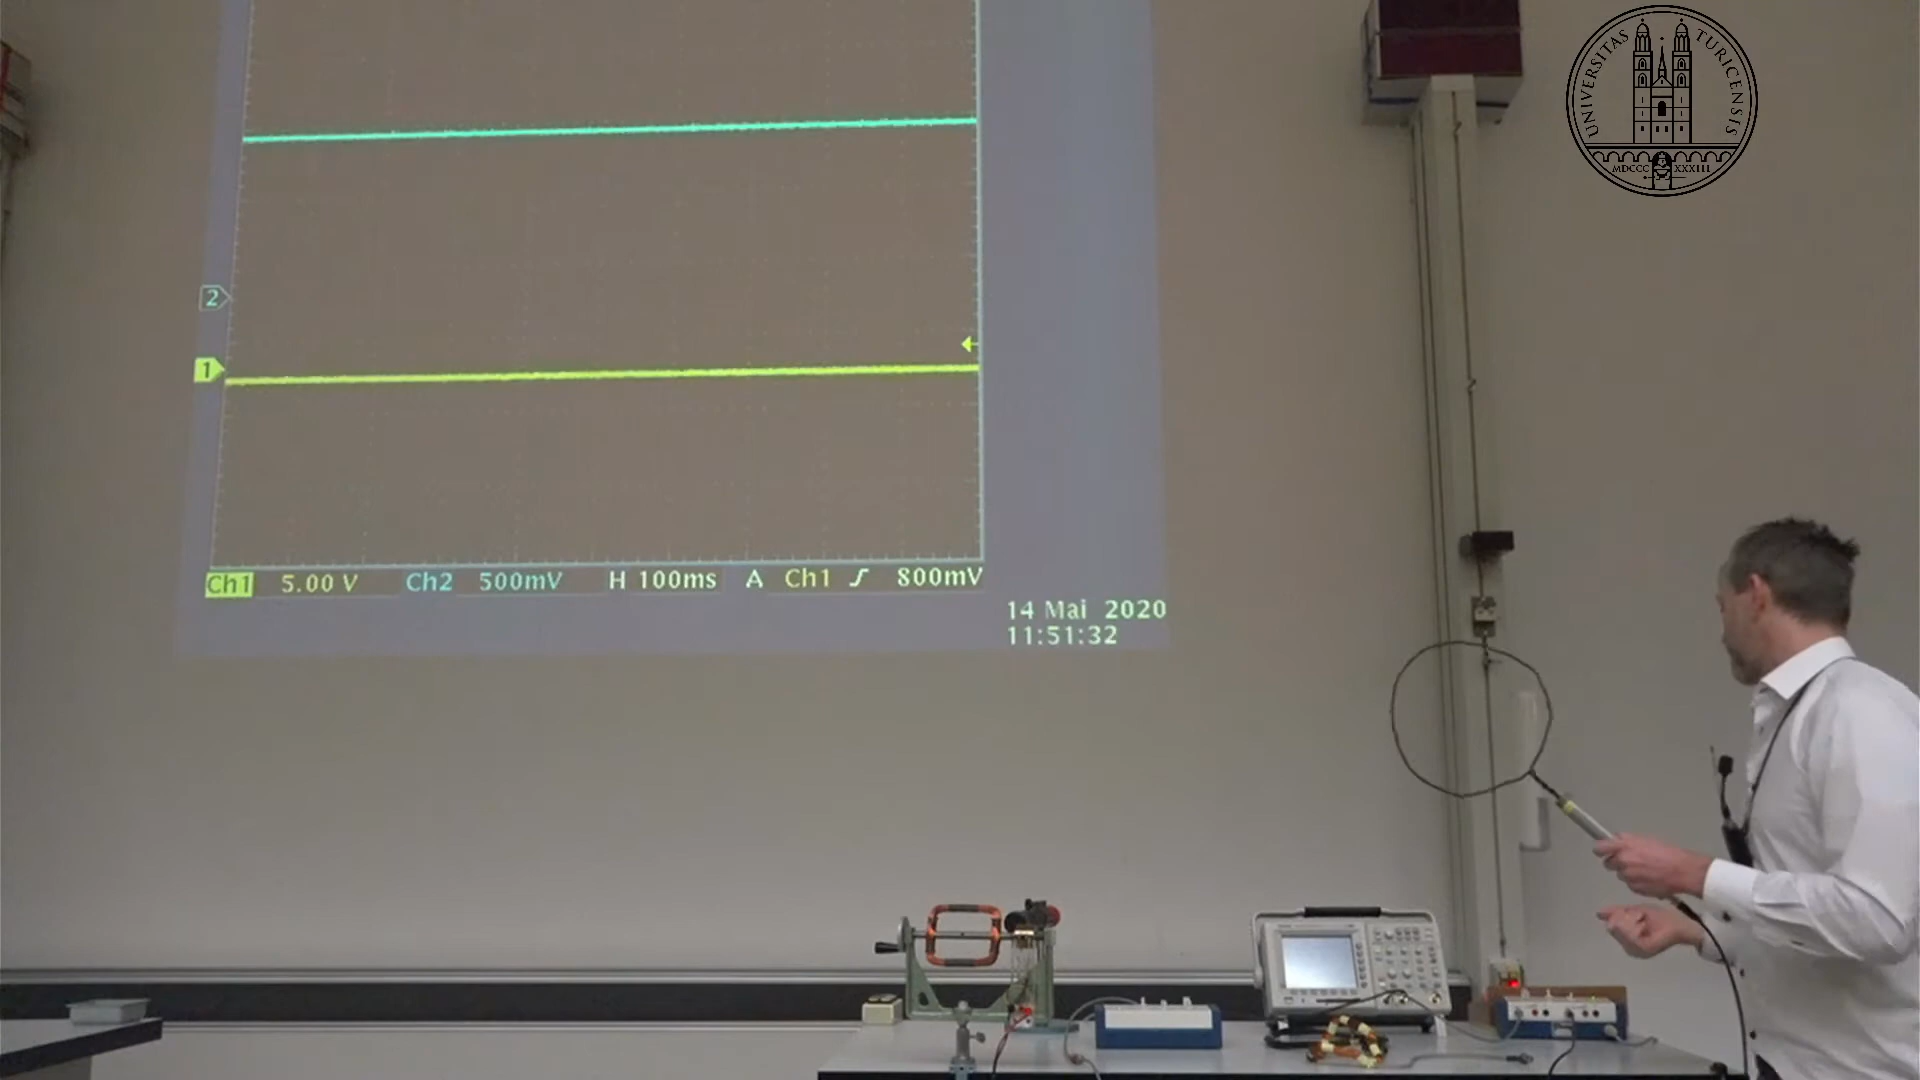 UNIVERSITAS TURICENSIS
MDCCC XXXIII
2
1
Ch1 5.00 V Ch2 500mV H 100ms A Ch1 800mV
14 Mai 2020
11:51:32